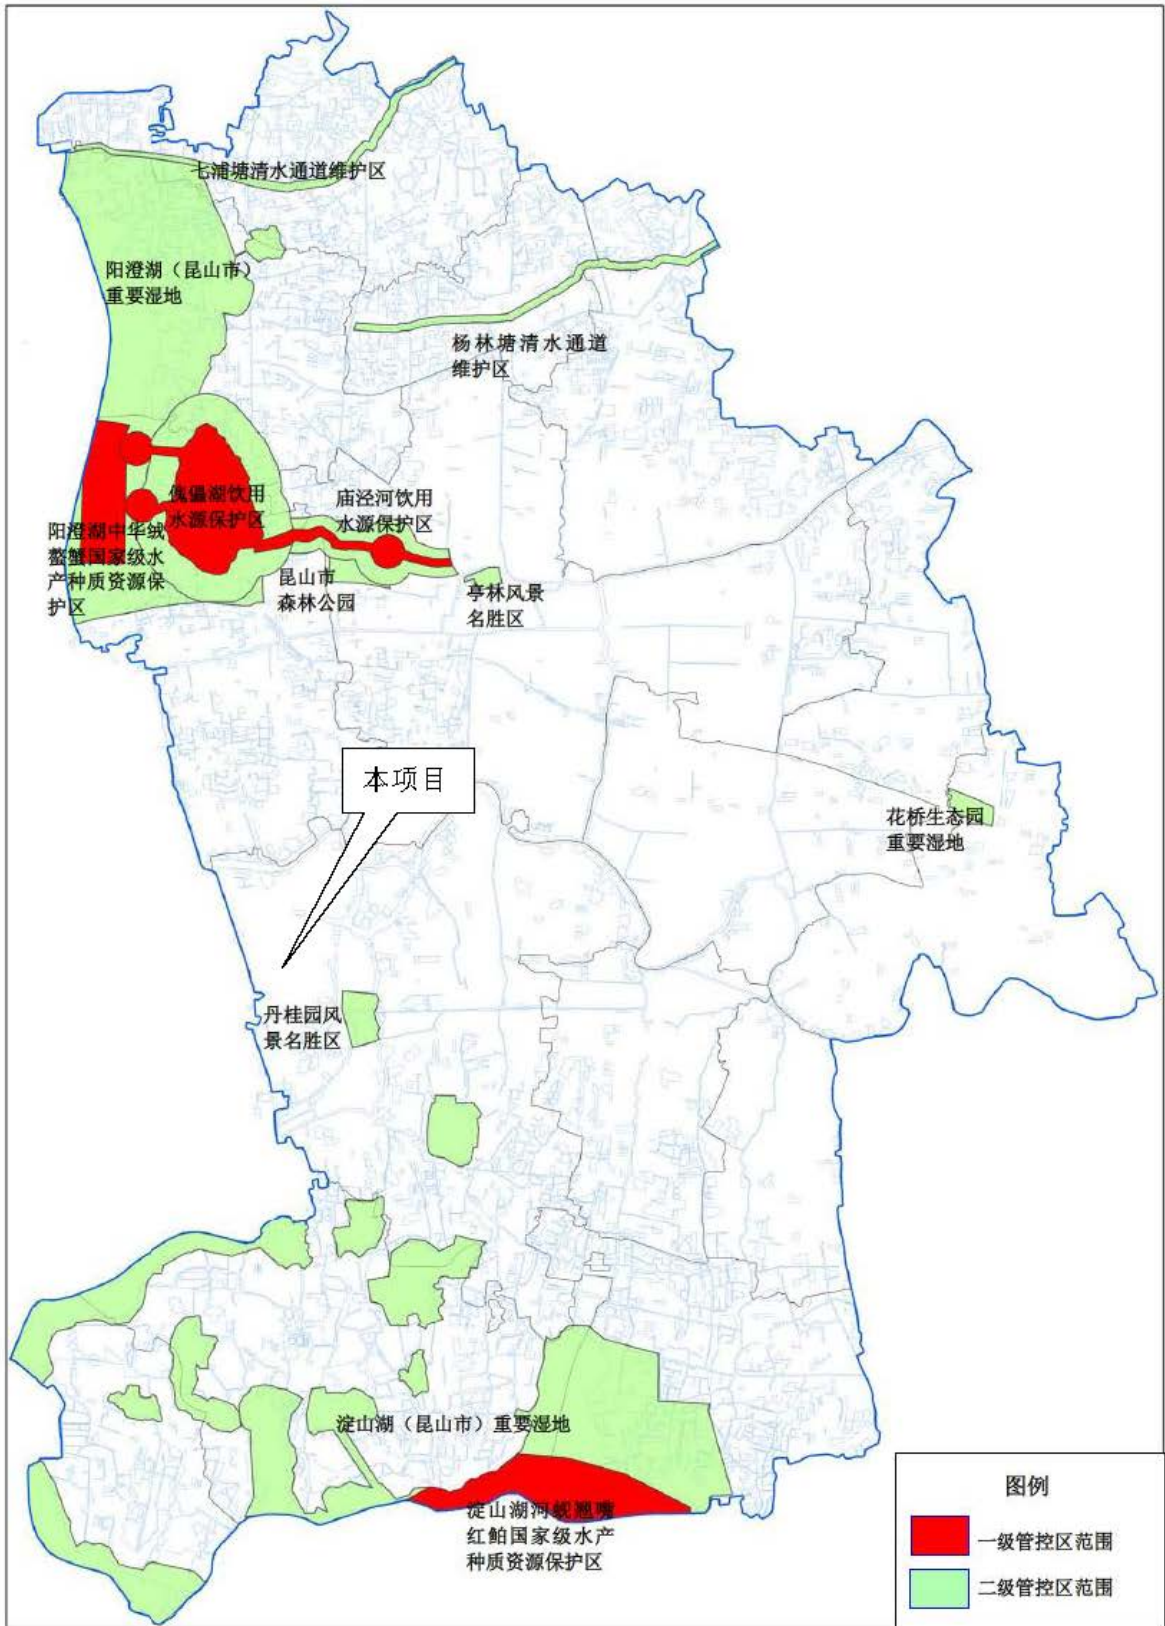 七浦塘清水通道维护区
阳澄湖（昆山市）
重要湿地
杨林塘清水通道
维护区
傀儡湖饮用
水源保护区
庙泾河饮用
水源保护区
阳澄湖中华绒
螯蟹国家级水
产种质资源保
护区
昆山市
森林公园
亭林风景
名胜区
本项目
花桥生态园
重要湿地
丹桂园风
景名胜区
淀山湖（昆山市）重要湿地
淀山湖河蚬翘嘴
红鲌国家级水产
种质资源保护区
图例
一级管控区范围
二级管控区范围